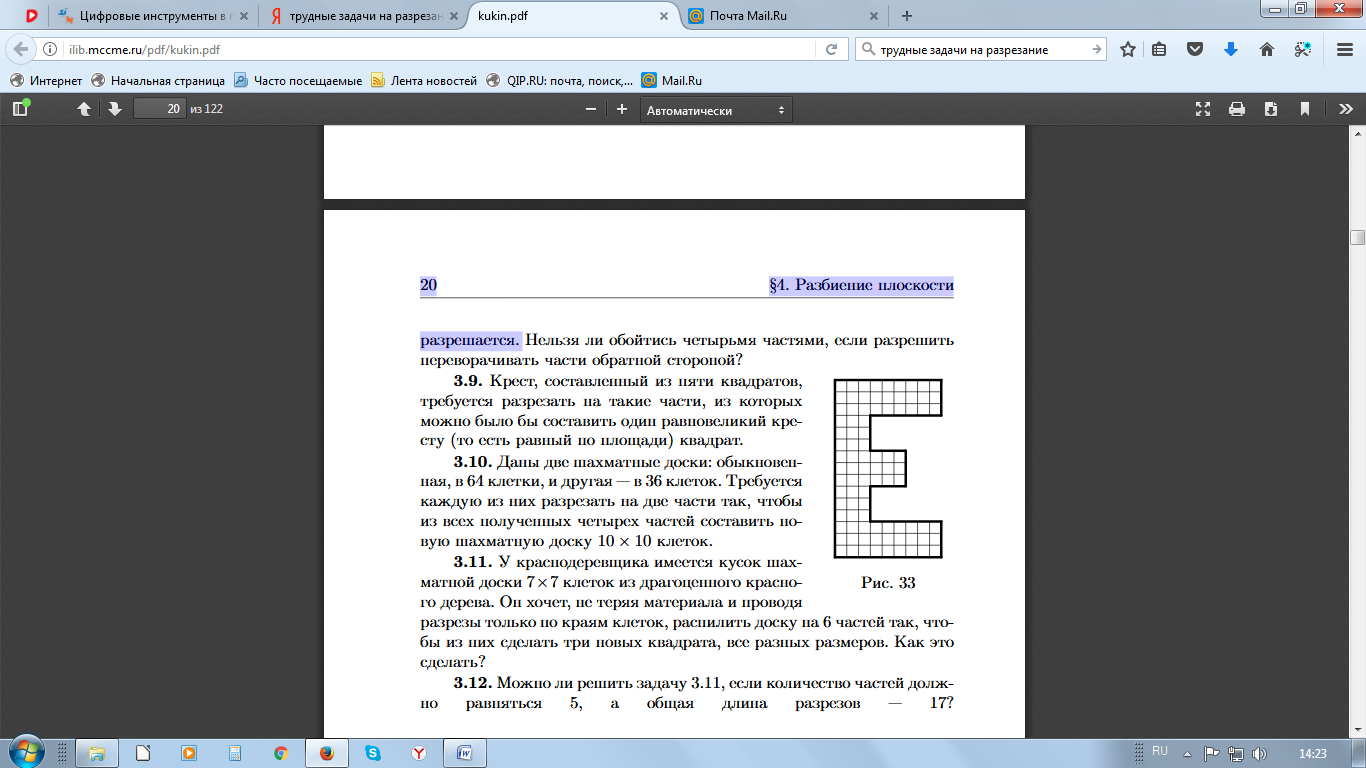 Цифровые инструменты в п
трудные задачи на разрезан
kukin.pdf
Почта Mail.Ru
ilib.mccme.ru/pdf/kukin.pdf
трудные задачи на разрезание
Интернет
Начальная страница
Часто посещаемые
Лента новостей
QIP.RU: почта, поиск,...
Mail.Ru
20 из 122
Автоматически
20
§4. Разбиение плоскости
разрешается. Нельзя ли обойтись четырьмя частями, если разрешить
переворачивать части обратной стороной?
3.9. Крест, составленный из пяти квадратов,
требуется разрезать на такие части, из которых
можно было бы составить один равновеликий кре-
сту (то есть равный по площади) квадрат.
3.10. Даны две шахматные доски: обыкновен-
ная, в 64 клетки, и другая — в 36 клеток. Требуется
каждую из них разрезать на две части так, чтобы
из всех полученных четырех частей составить но-
вую шахматную доску 10 × 10 клеток.
3.11. У краснодеревщика имеется кусок шах-
матной доски 7×7 клеток из драгоценного красно-
го дерева. Он хочет, не теряя материала и проводя
разрезы только по краям клеток, распилить доску на 6 частей так, что-
бы из них сделать три новых квадрата, все разных размеров. Как это
сделать?
3.12. Можно ли решить задачу 3.11, если количество частей долж-
но равняться 5, а общая длина разрезов — 17?
Рис. 33
RU
14:23